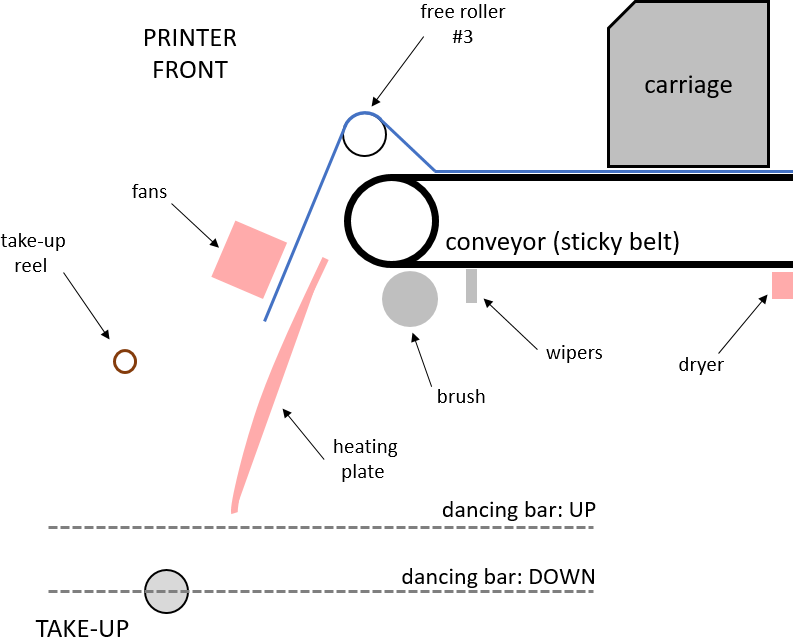 PRINTER
FRONT
free roller
#3
carriage
fans
take-up
reel
conveyor (sticky belt)
wipers
dryer
brush
heating
plate
dancing bar: UP
dancing bar: DOWN
TAKE-UP